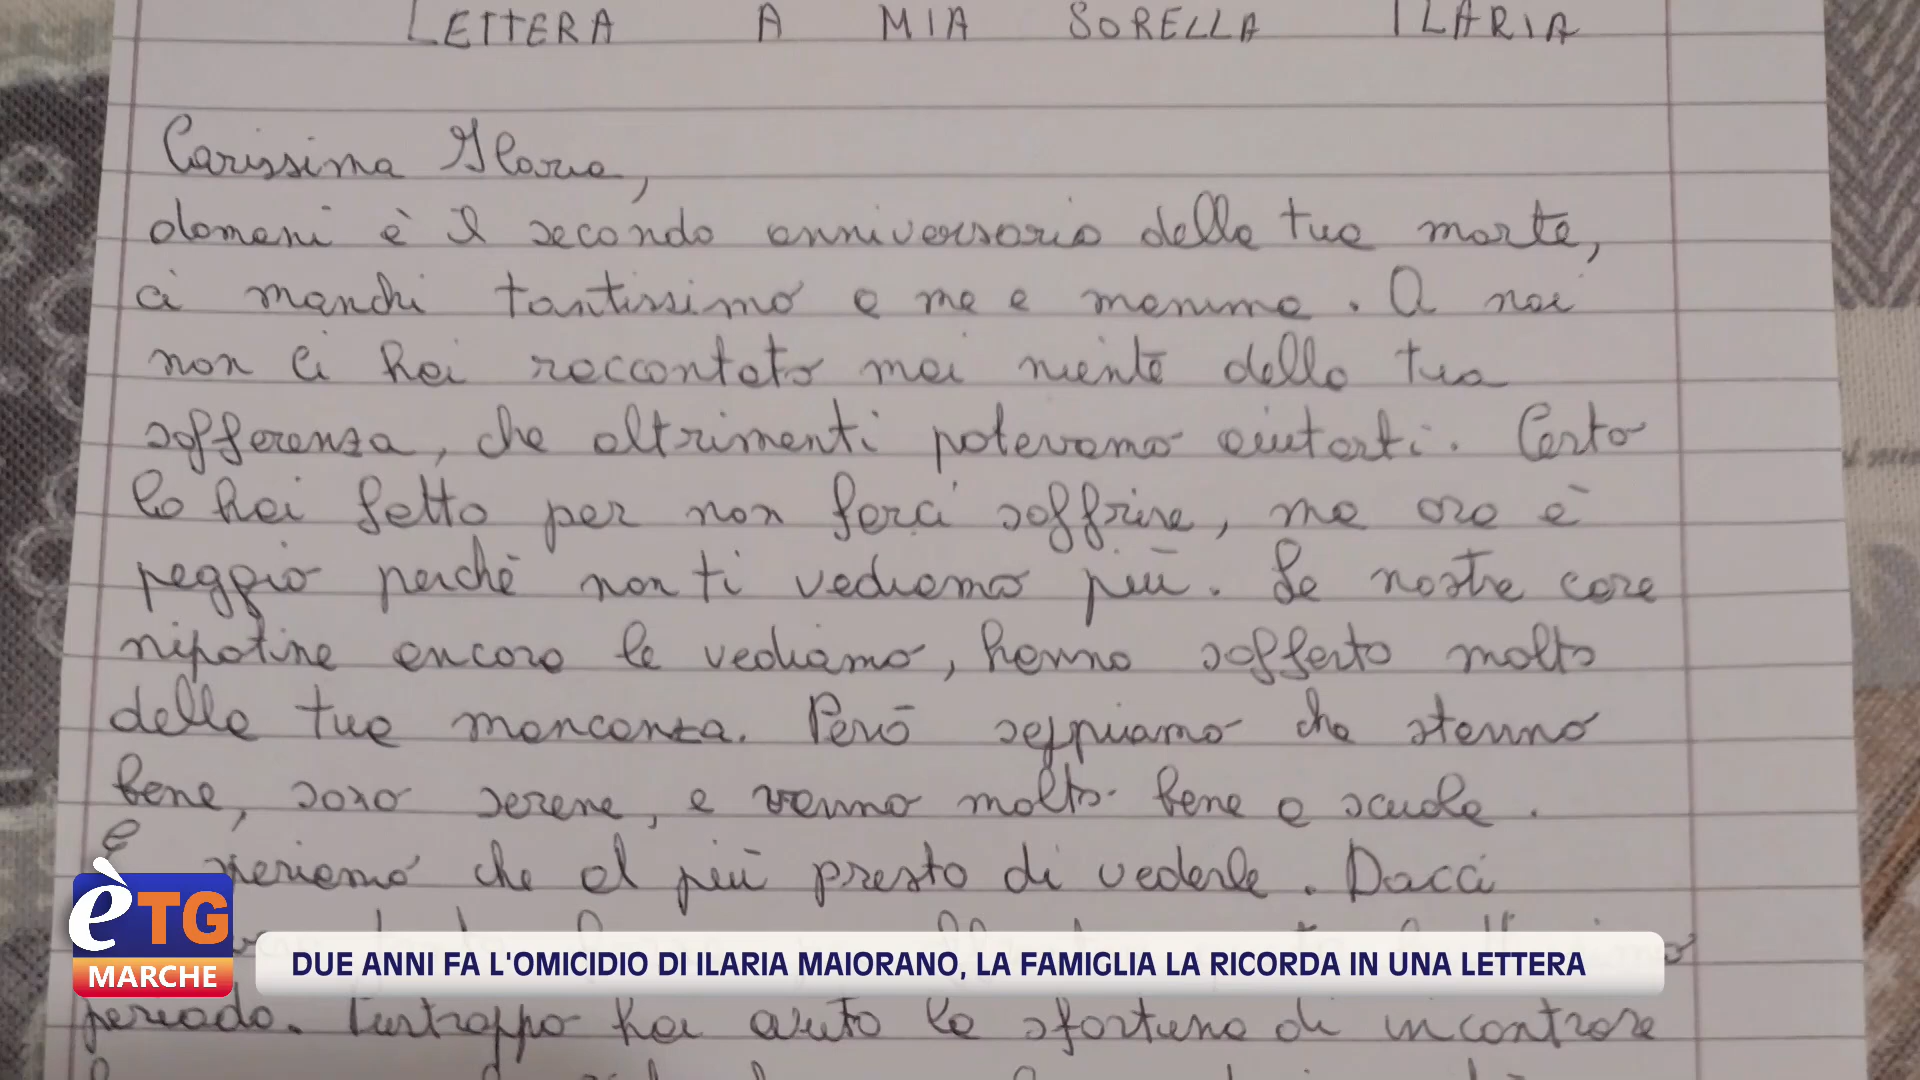 LETTERA A MIA SORELLA ILARIA
Carissima Ilaria,
domani è il secondo anniversario della tua morte,
ci manchi tantissimo a me e mamma. A noi
non ci hai raccontato mai niente della tua
sofferenza, che altrimenti potevamo aiutarti. Certo
lo hai fatto per non farci soffrire, ma ora è
peggio perchè non ti vediamo più. Le nostre care
nipotine ancora le vediamo, hanno sofferto molto
della tua mancanza. Però sappiamo che stanno
bene, sono serene, e vanno molto bene a scuola.
E speriamo che al più presto di vederle. Dacci
periodo. Purtroppo hai avuto la sfortuna di incontrare
èTG
MARCHE
DUE ANNI FA L'OMICIDIO DI ILARIA MAIORANO, LA FAMIGLIA LA RICORDA IN UNA LETTERA